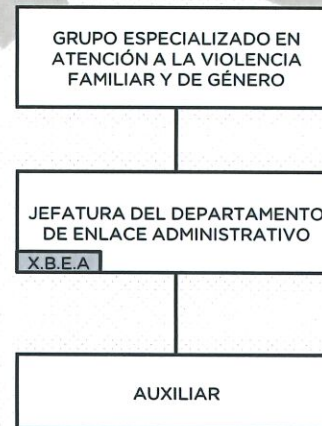 GRUPO ESPECIALIZADO EN
ATENCIÓN A LA VIOLENCIA
FAMILIAR Y DE GÉNERO
JEFATURA DEL DEPARTAMENTO
DE ENLACE ADMINISTRATIVO
X.B.E.A
AUXILIAR